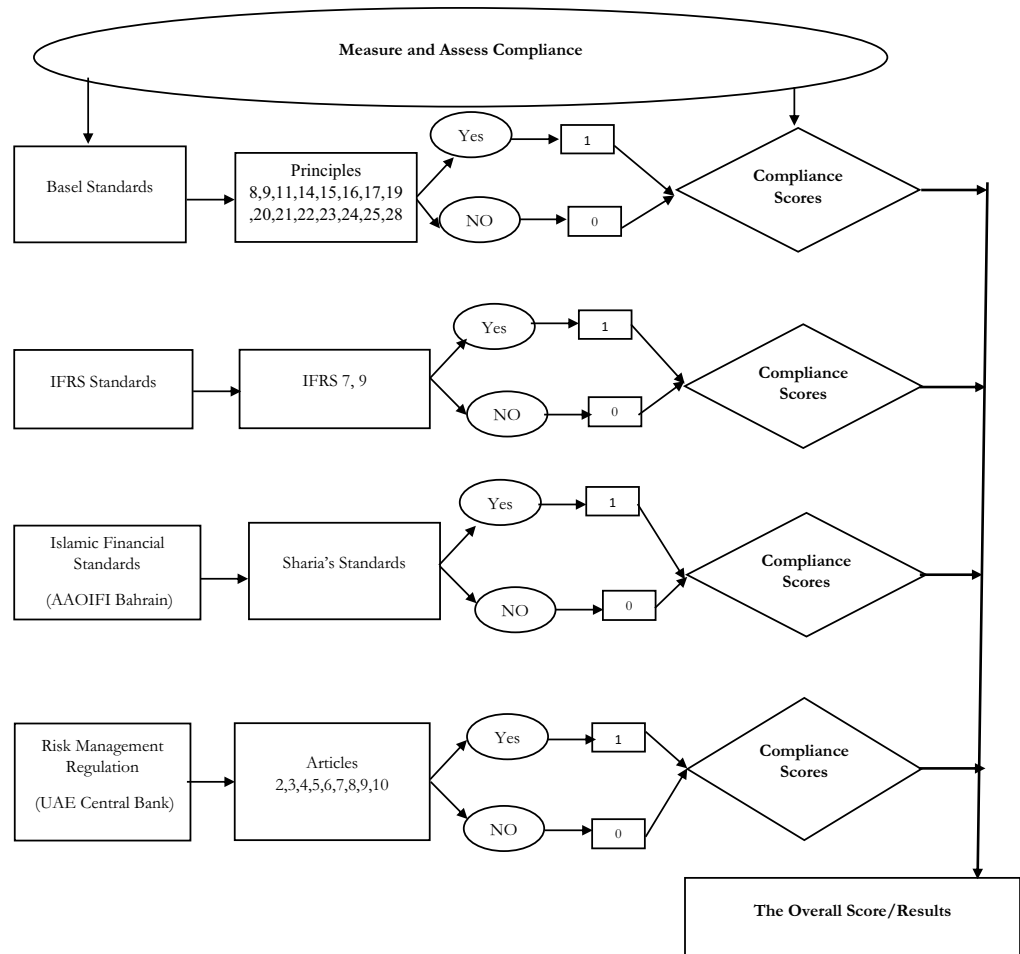 Measure and Assess Compliance
Basel Standards
Principles
8,9,11,14,15,16,17,19
,20,21,22,23,24,25,28
Yes
1
NO
0
Compliance
Scores
IFRS Standards
IFRS 7, 9
Yes
1
NO
0
Compliance
Scores
Islamic Financial
Standards
(AAOIFI Bahrain)
Sharia's Standards
Yes
1
NO
0
Compliance
Scores
Risk Management
Regulation
(UAE Central Bank)
Articles
2,3,4,5,6,7,8,9,10
Yes
1
NO
0
Compliance
Scores
The Overall Score/Results